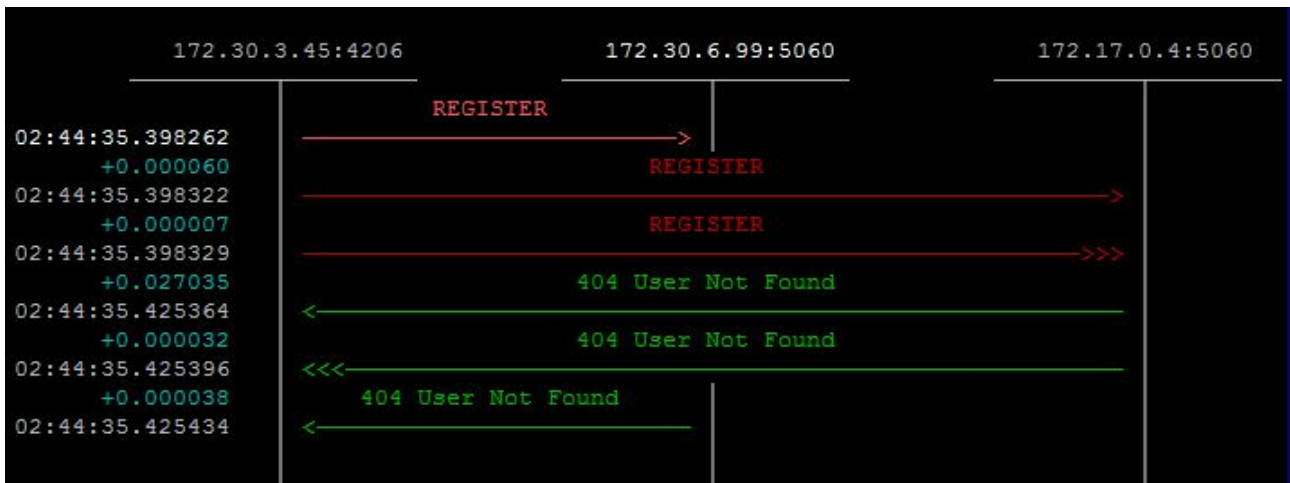 172.30.3.45:4206 172.30.6.99:5060 172.17.0.4:5060
REGISTER
02:44:35.398262
+0.000060 REGISTER
02:44:35.398322
+0.000007 REGISTER
02:44:35.398329
+0.027035 404 User Not Found
02:44:35.425364
+0.000032 404 User Not Found
02:44:35.425396
+0.000038 404 User Not Found
02:44:35.425434